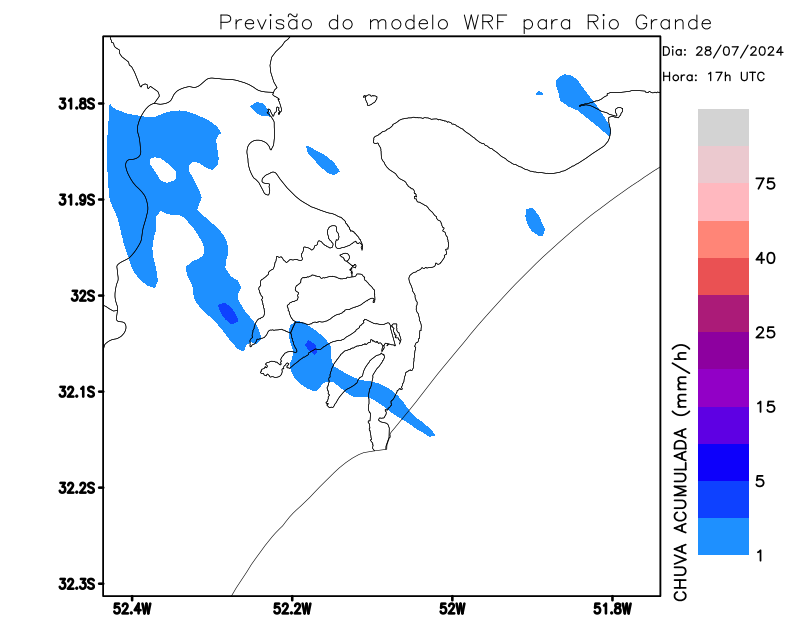 Previsão do modelo WRF para Rio Grande
Dia: 28/07/2024
Hora: 17h UTC
31.8S
31.9S
32S
32.1S
32.2S
32.3S
52.4W
52.2W
52W
51.8W
75
40
25
15
5
1
CHUVA ACUMULADA (mm/h)